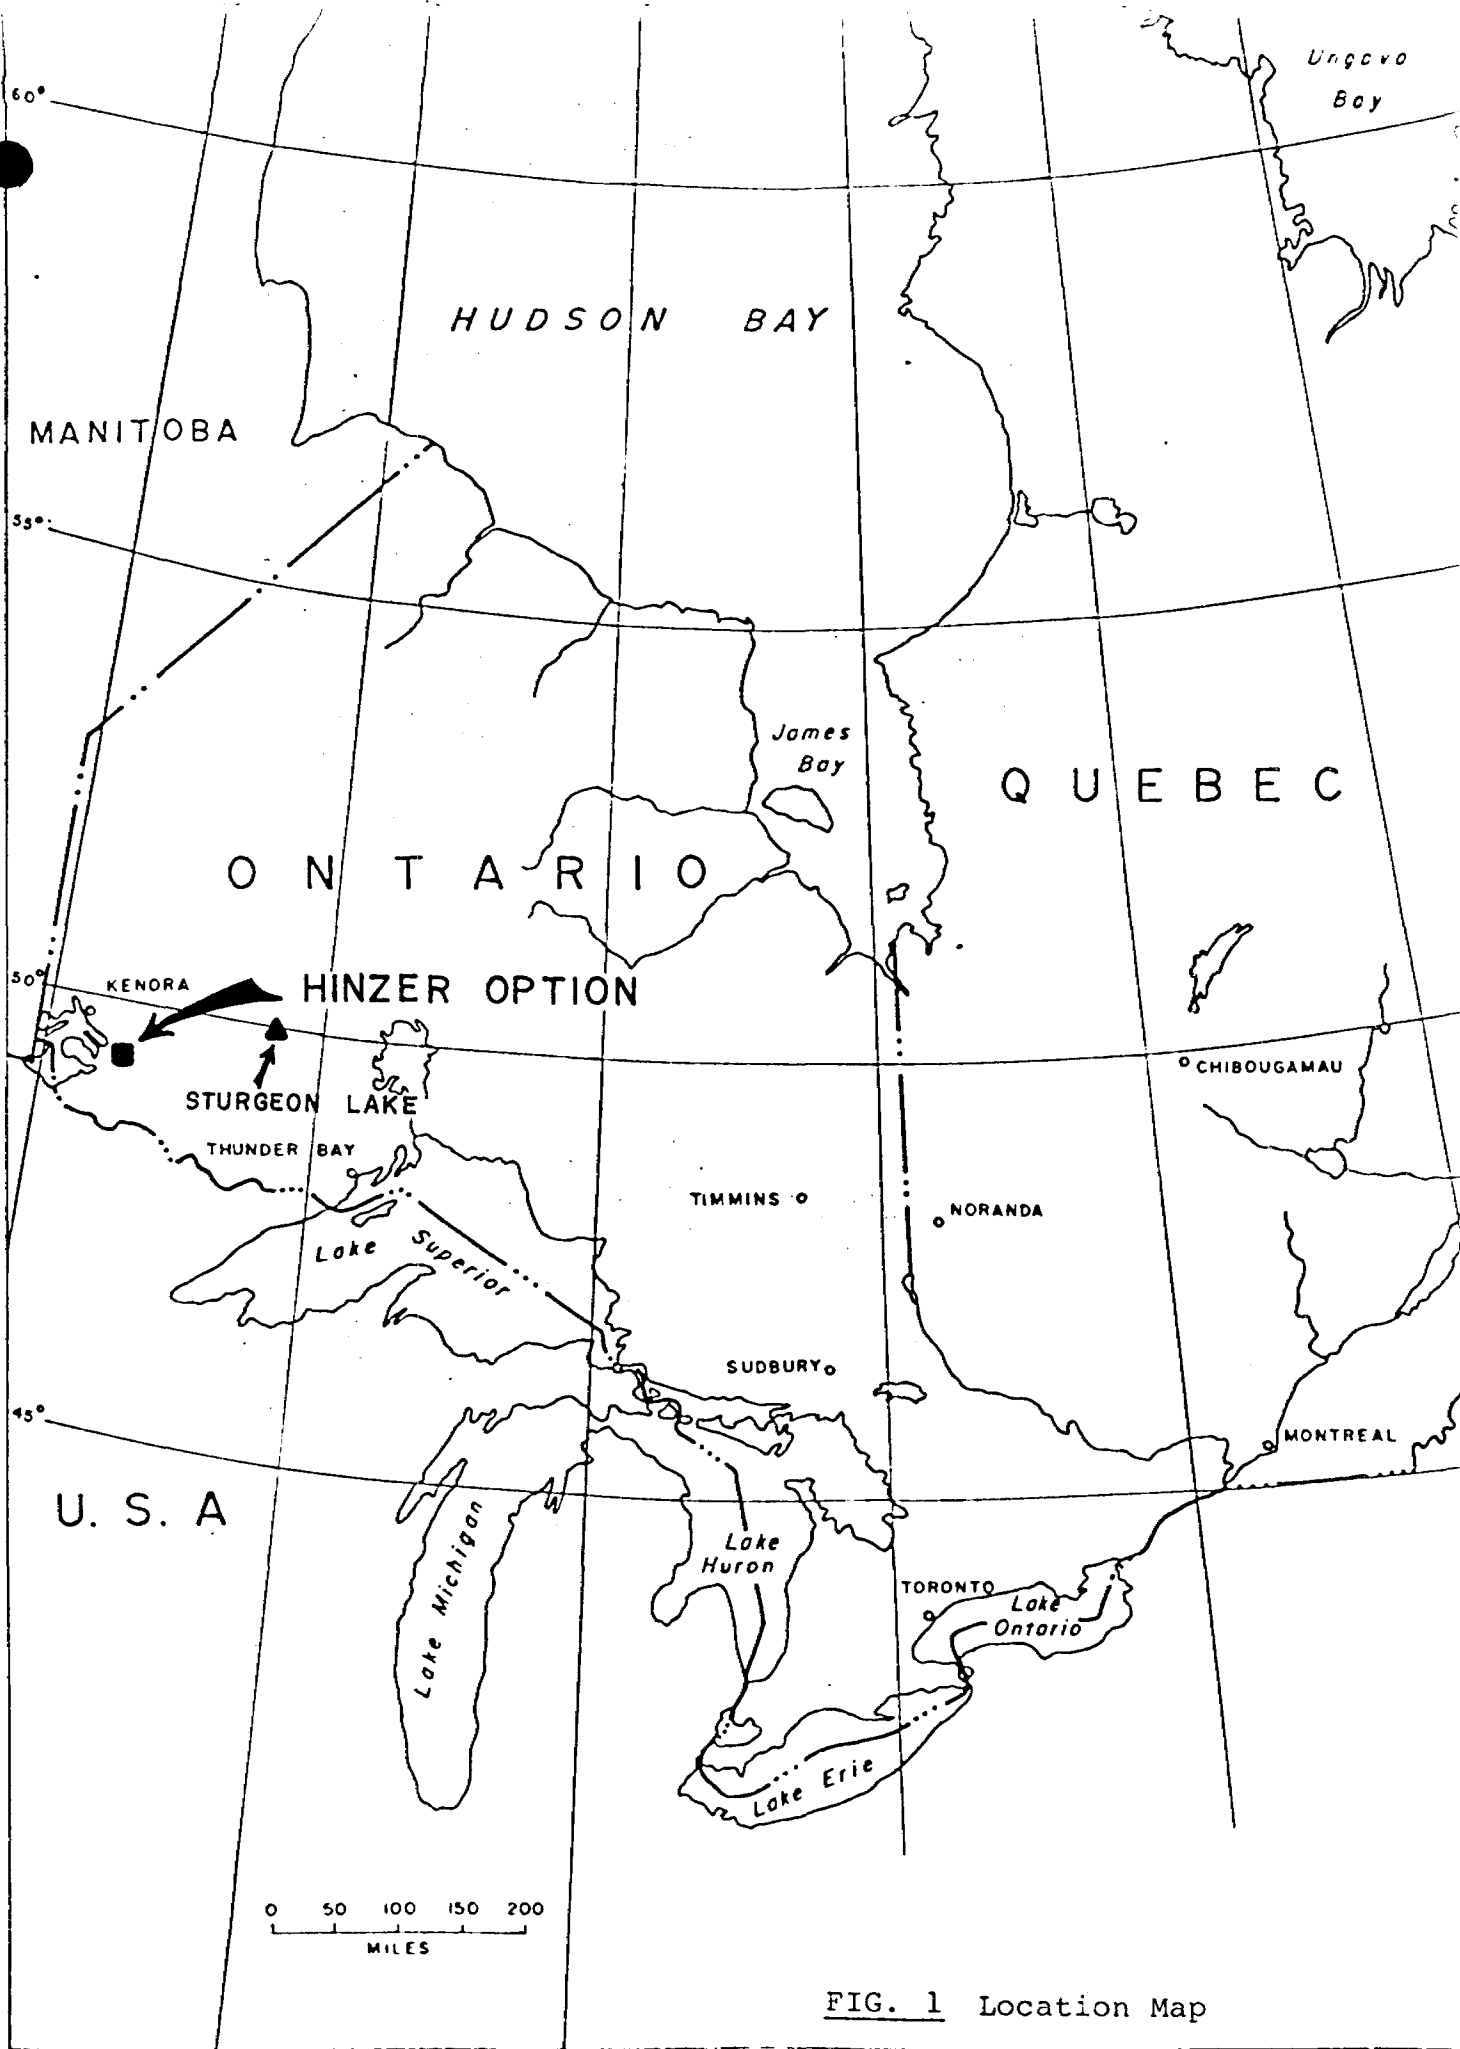 Ungava
Bay
60°
HUDSON BAY
MANITOBA
55°
James
Bay
QUEBEC
ONTARIO
50°
KENORA
HINZER OPTION
CHIBOUGAMAU
STURGEON LAKE
THUNDER BAY
TIMMINS
NORANDA
Lake Superior
SUDBURY
45°
MONTREAL
U. S. A
Lake Michigan
Lake
Huron
TORONTO
Lake
Ontario
Lake Erie
0 50 100 150 200
MILES
FIG. 1 Location Map